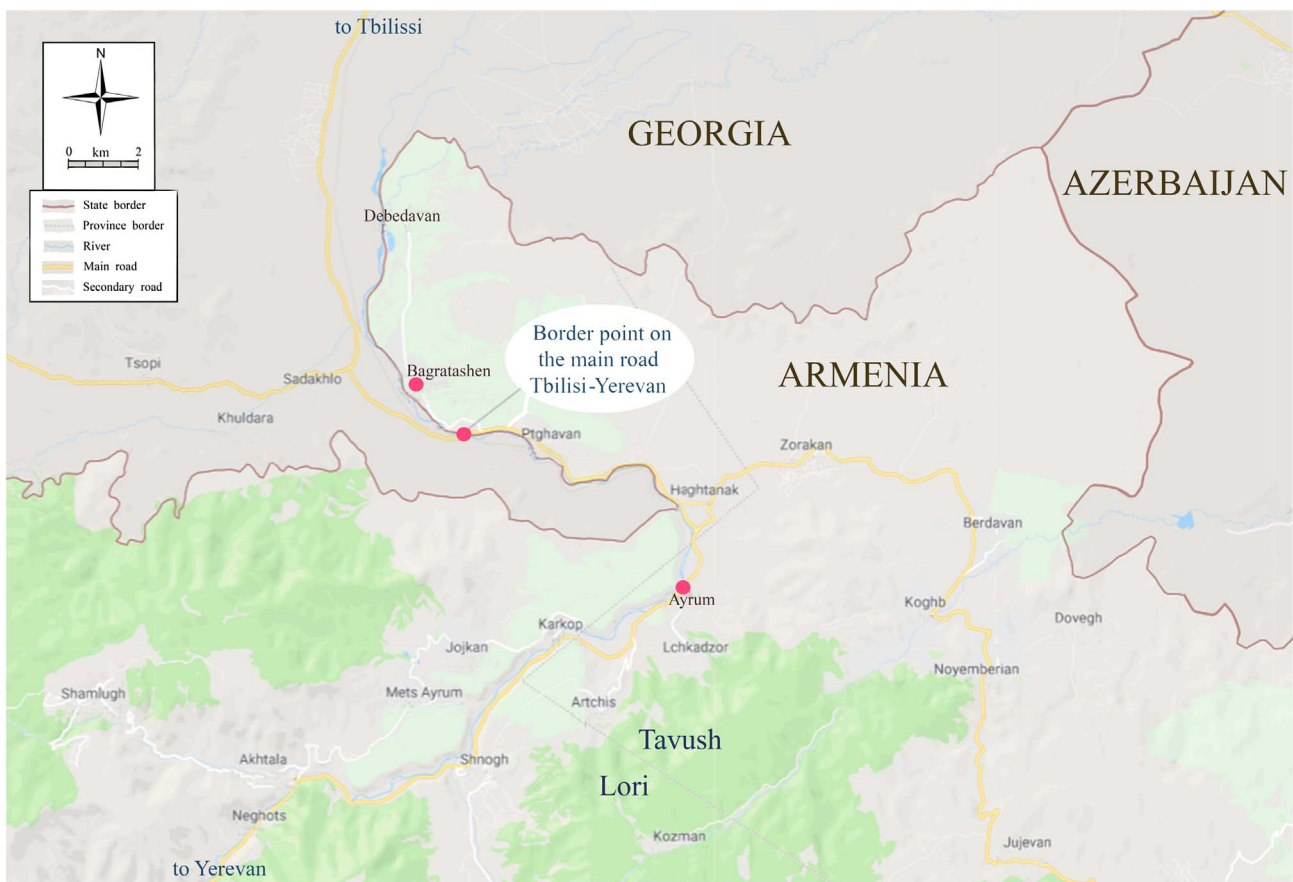 to Tbilissi
N
0 km 2
GEORGIA
AZERBAIJAN
State border
Province border
River
Main road
Secondary road
Debedavan
Border point on
the main road
Tbilisi-Yerevan
Tsopi
Sadakhlo
Bagratashen
ARMENIA
Khuldara
Ptghavan
Zorakan
Haghtanak
Berdavan
Ayrum
Koghb
Dovegh
Karkop
Jojkan
Lchkadzor
Noyemberian
Shamlugh
Mets Ayrum
Artchis
Tavush
Akhtala
Shnogh
Lori
Neghots
Kozman
Jujevan
to Yerevan